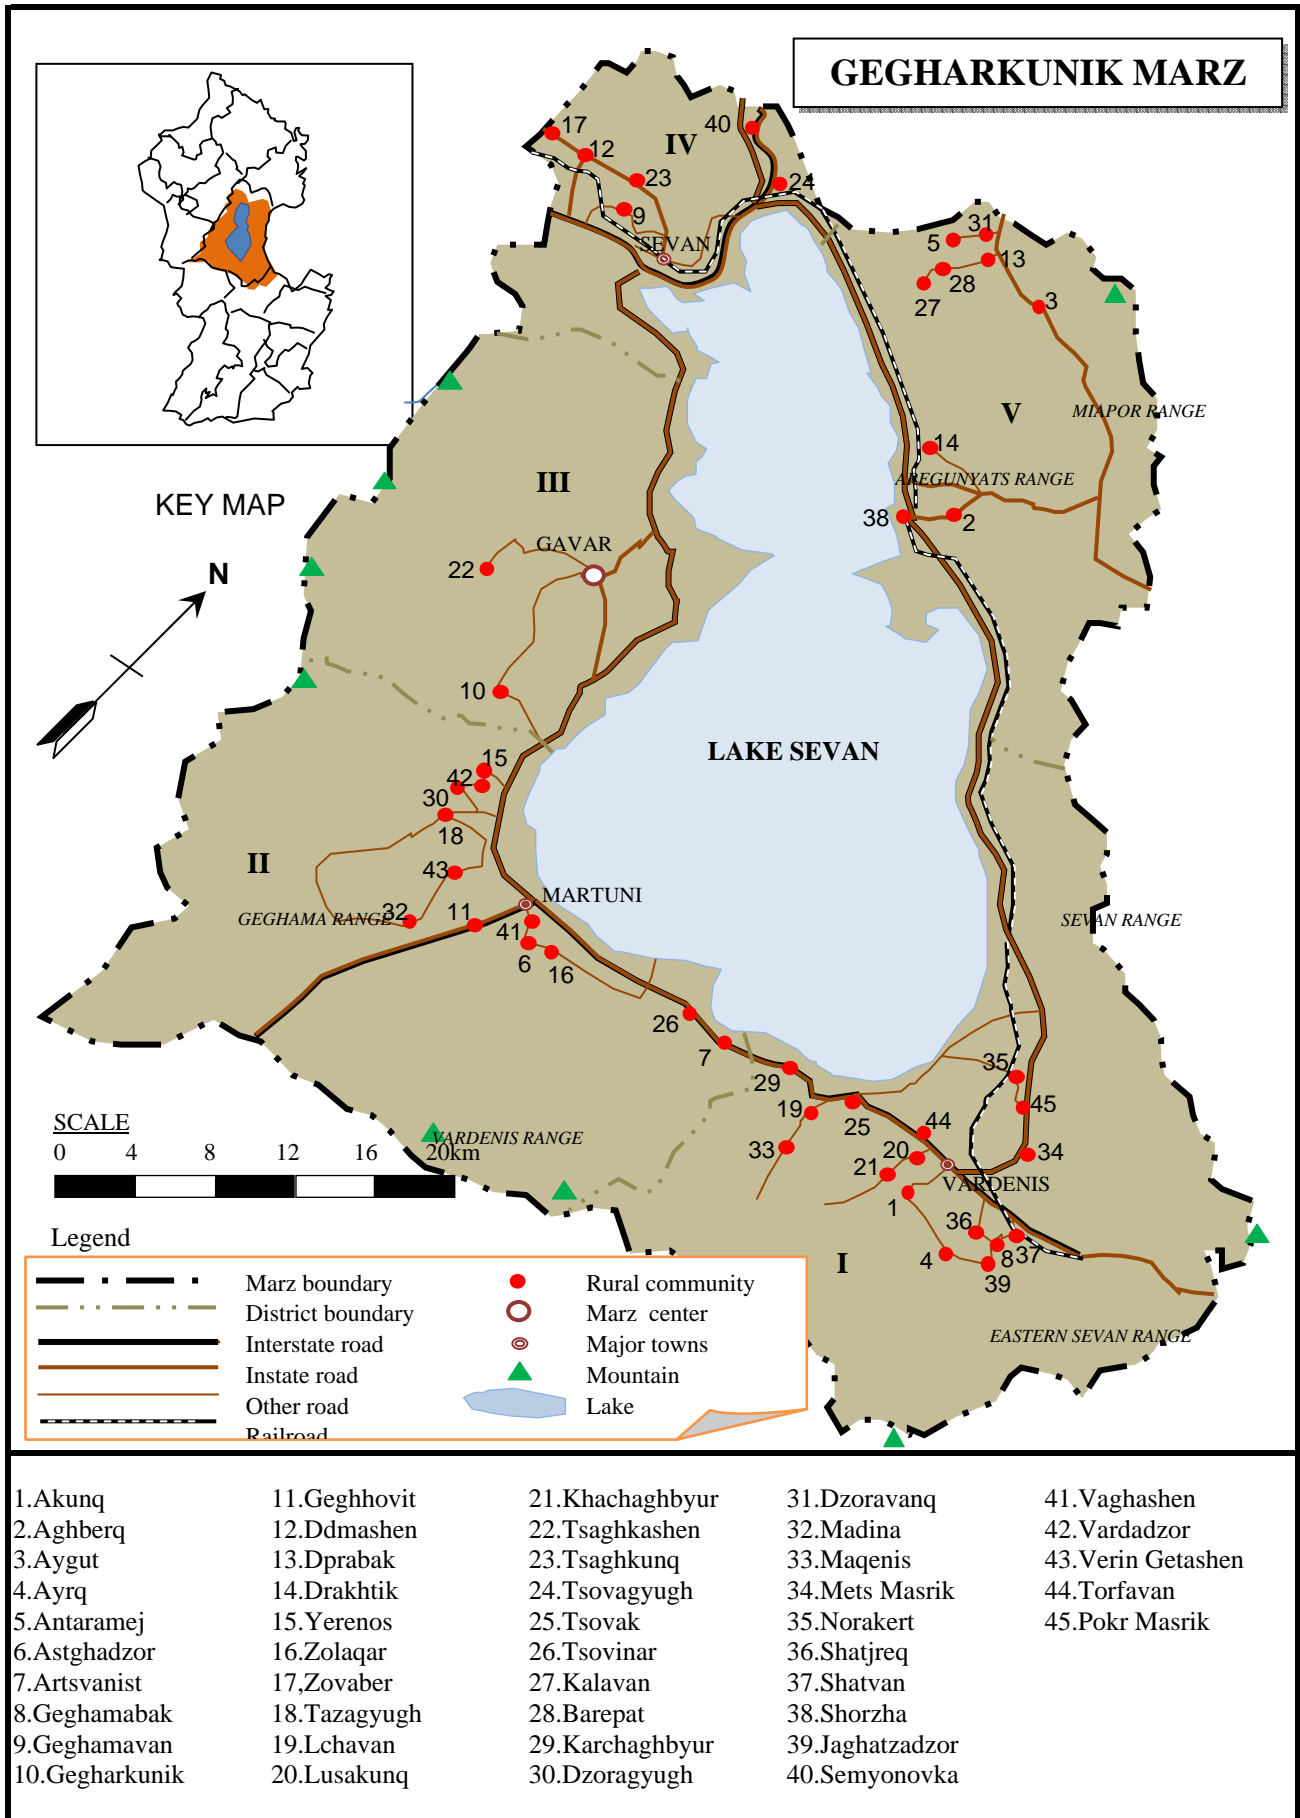 GEGHARKUNIK MARZ
17
40
IV
12
23
24
9
SEVAN
31
5
13
28
27
3
V
MIAPOR RANGE
14
III
AREGUNYATS RANGE
KEY MAP
38
2
GAVAR
22
N
10
LAKE SEVAN
15
42
30
18
II
43
MARTUNI
GEGHAMA RANGE
32
11
SEVAN RANGE
41
6
16
26
7
35
29
19
45
25
44
SCALE
VARDENIS RANGE
0 4 8 12 16 20km
33
20
34
21
VARDENIS
1
36
37
8
4
39
I
EASTERN SEVAN RANGE
Legend
Marz boundary
District boundary
Interstate road
Instate road
Other road
Railroad
Rural community
Marz center
Major towns
Mountain
Lake
1.Akunq
2.Aghberq
3.Aygut
4.Ayrq
5.Antaramej
6.Astghadzor
7.Artsvanist
8.Geghamabak
9.Geghamavan
10.Gegharkunik
11.Geghhovit
12.Ddmashen
13.Dprabak
14.Drakhtik
15.Yerenos
16.Zolaqar
17,Zovaber
18.Tazagyugh
19.Lchavan
20.Lusakunq
21.Khachaghbyur
22.Tsaghkashen
23.Tsaghkunq
24.Tsovagyugh
25.Tsovak
26.Tsovinar
27.Kalavan
28.Barepat
29.Karchaghbyur
30.Dzoragyugh
31.Dzoravanq
32.Madina
33.Maqenis
34.Mets Masrik
35.Norakert
36.Shatjreq
37.Shatvan
38.Shorzha
39.Jaghatzadzor
40.Semyonovka
41.Vaghashen
42.Vardadzor
43.Verin Getashen
44.Torfavan
45.Pokr Masrik